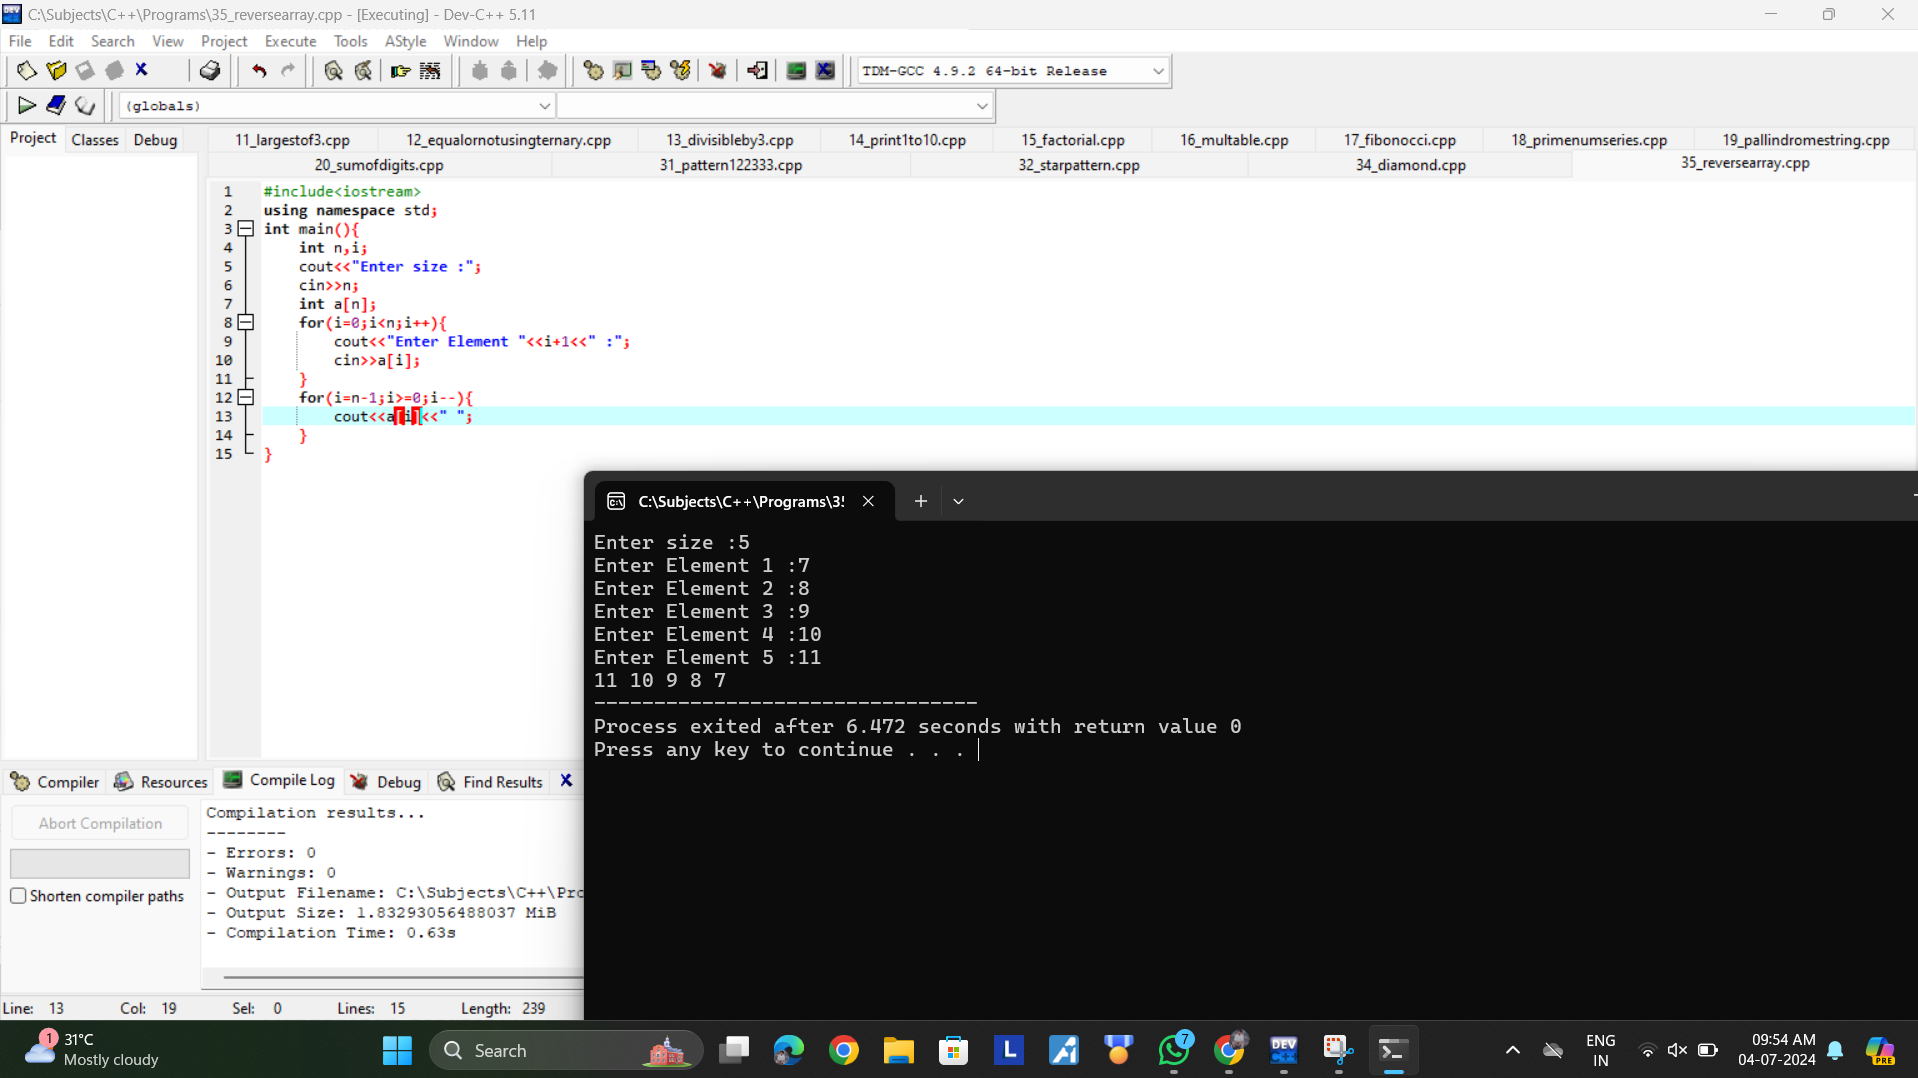 C:\Subjects\C++\Programs\35_reversearray.cpp - [Executing] - Dev-C++ 5.11
File Edit Search View Project Execute Tools AStyle Window Help
TDM-GCC 4.9.2 64-bit Release
(globals)
Project Classes Debug
11_largestof3.cpp 12_equalornotusingternary.cpp 13_divisibleby3.cpp 14_print1to10.cpp 15_factorial.cpp 16_multable.cpp 17_fibonocci.cpp 18_primenumseries.cpp 19_pallindromestring.cpp
20_sumofdigits.cpp 31_pattern122333.cpp 32_starpattern.cpp 34_diamond.cpp 35_reversearray.cpp
1 #include<iostream>
2 using namespace std;
3 int main(){
4 int n,i;
5 cout<<"Enter size :";
6 cin>>n;
7 int a[n];
8 for(i=0;i<n;i++){
9 cout<<"Enter Element "<<i+1<<" :";
10 cin>>a[i];
11 }
12 for(i=n-1;i>=0;i--){
13 cout<<a[i]<<" ";
14 }
15 }
C:\Subjects\C++\Programs\35
Enter size :5
Enter Element 1 :7
Enter Element 2 :8
Enter Element 3 :9
Enter Element 4 :10
Enter Element 5 :11
11 10 9 8 7
--------------------------------
Process exited after 6.472 seconds with return value 0
Press any key to continue . . .
Compiler Resources Compile Log Debug Find Results
Abort Compilation
Shorten compiler paths
Compilation results...
--------
- Errors: 0
- Warnings: 0
- Output Filename: C:\Subjects\C++\Prc
- Output Size: 1.83293056488037 MiB
- Compilation Time: 0.63s
Line: 13 Col: 19 Sel: 0 Lines: 15 Length: 239
1
31°C
Mostly cloudy
Search
L
7
DEV
ENG
IN
09:54 AM
04-07-2024
PRE